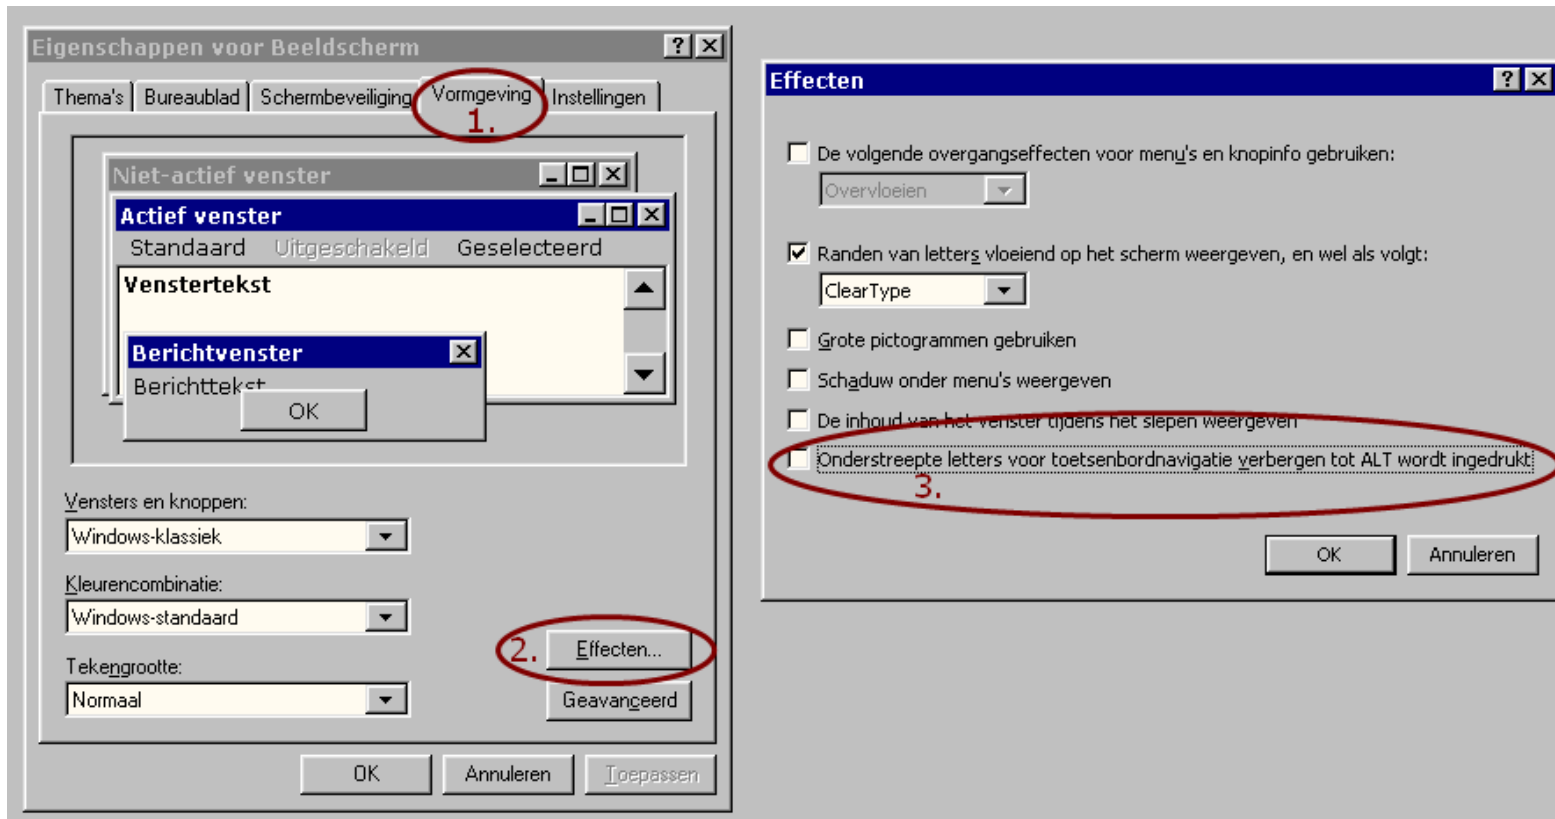 Eigenschappen voor Beeldscherm
Thema's Bureaublad Schermbeveiliging Vormgeving Instellingen
1.
Niet-actief venster
Actief venster
Standaard Uitgeschakeld Geselecteerd
Venstertekst
Berichtvenster
Berichttekst
OK
Vensters en knoppen:
Windows-klassiek
Kleurencombinatie:
Windows-standaard
2. Effecten...
Tekengrootte:
Normaal
Geavanceerd
OK Annuleren Toepassen
Effecten
De volgende overgangseffecten voor menu's en knopinfo gebruiken:
Overvloeien
Randen van letters vloeiend op het scherm weergeven, en wel als volgt:
ClearType
Grote pictogrammen gebruiken
Schaduw onder menu's weergeven
De inhoud van het venster tijdens het slepen weergeven
Onderstreepte letters voor toetsenbordnavigatie verbergen tot ALT wordt ingedrukt
3.
OK Annuleren